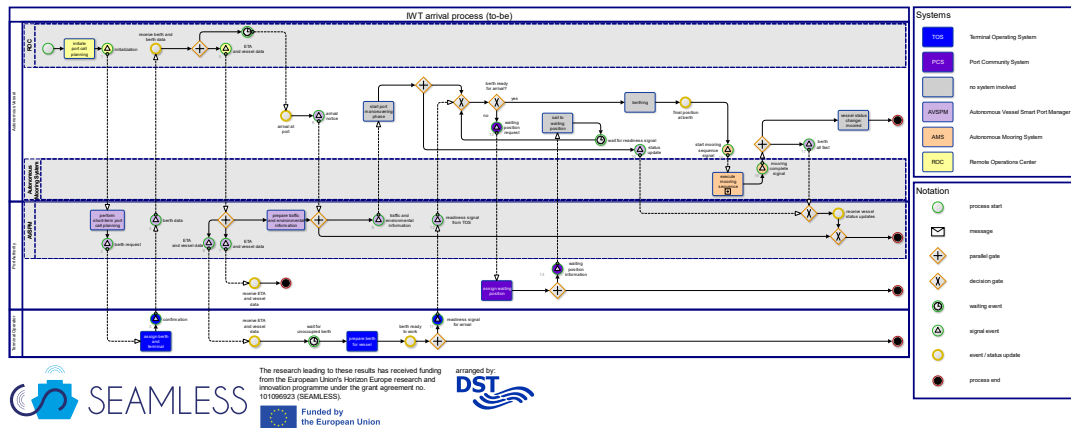 IWT arrival process (to-be)
Autonomous Vessel
ROC
initiate
port call
planning
initialization
receive berth and
berth data
ETA
and vessel data
arrival at
port
arrival
notice
start port
maneuvering
phase
berth ready
for arrival?
yes
no
waiting
position
request
sail to
waiting
position
wait for readiness signal
status
update
berthing
final position
at berth
start mooring
sequence
signal
vessel status
change:
moored
berth
all fast
Autonomous
Mooring System
execute
mooring
sequence
mooring
complete
signal
Port Authority
AVSPM
perform
short-term port
call planning
berth request
berth data
ETA
and vessel data
ETA
and vessel data
prepare traffic
and environmental
information
traffic and
environmental
information
readiness signal
from TOS
receive vessel
status updates
receive ETA
and vessel
data
assign waiting
position
waiting
position
information
Terminal Operator
confirmation
assign berth
and
terminal
receive ETA
and vessel
data
wait for
unoccupied berth
prepare berth
for vessel
berth ready
to work
readiness signal
for arrival
Systems
TOS
Terminal Operating System
PCS
Port Community System
no system involved
AVSPM
Autonomous Vessel Smart Port Manager
AMS
Autonomous Mooring System
ROC
Remote Operations Center
Notation
process start
message
parallel gate
decision gate
waiting event
signal event
event / status update
process end
SEAMLESS
The research leading to these results has received funding
from the European Union's Horizon Europe research and
innovation programme under the grant agreement no.
101096923 (SEAMLESS).
Funded by
the European Union
arranged by:
DST